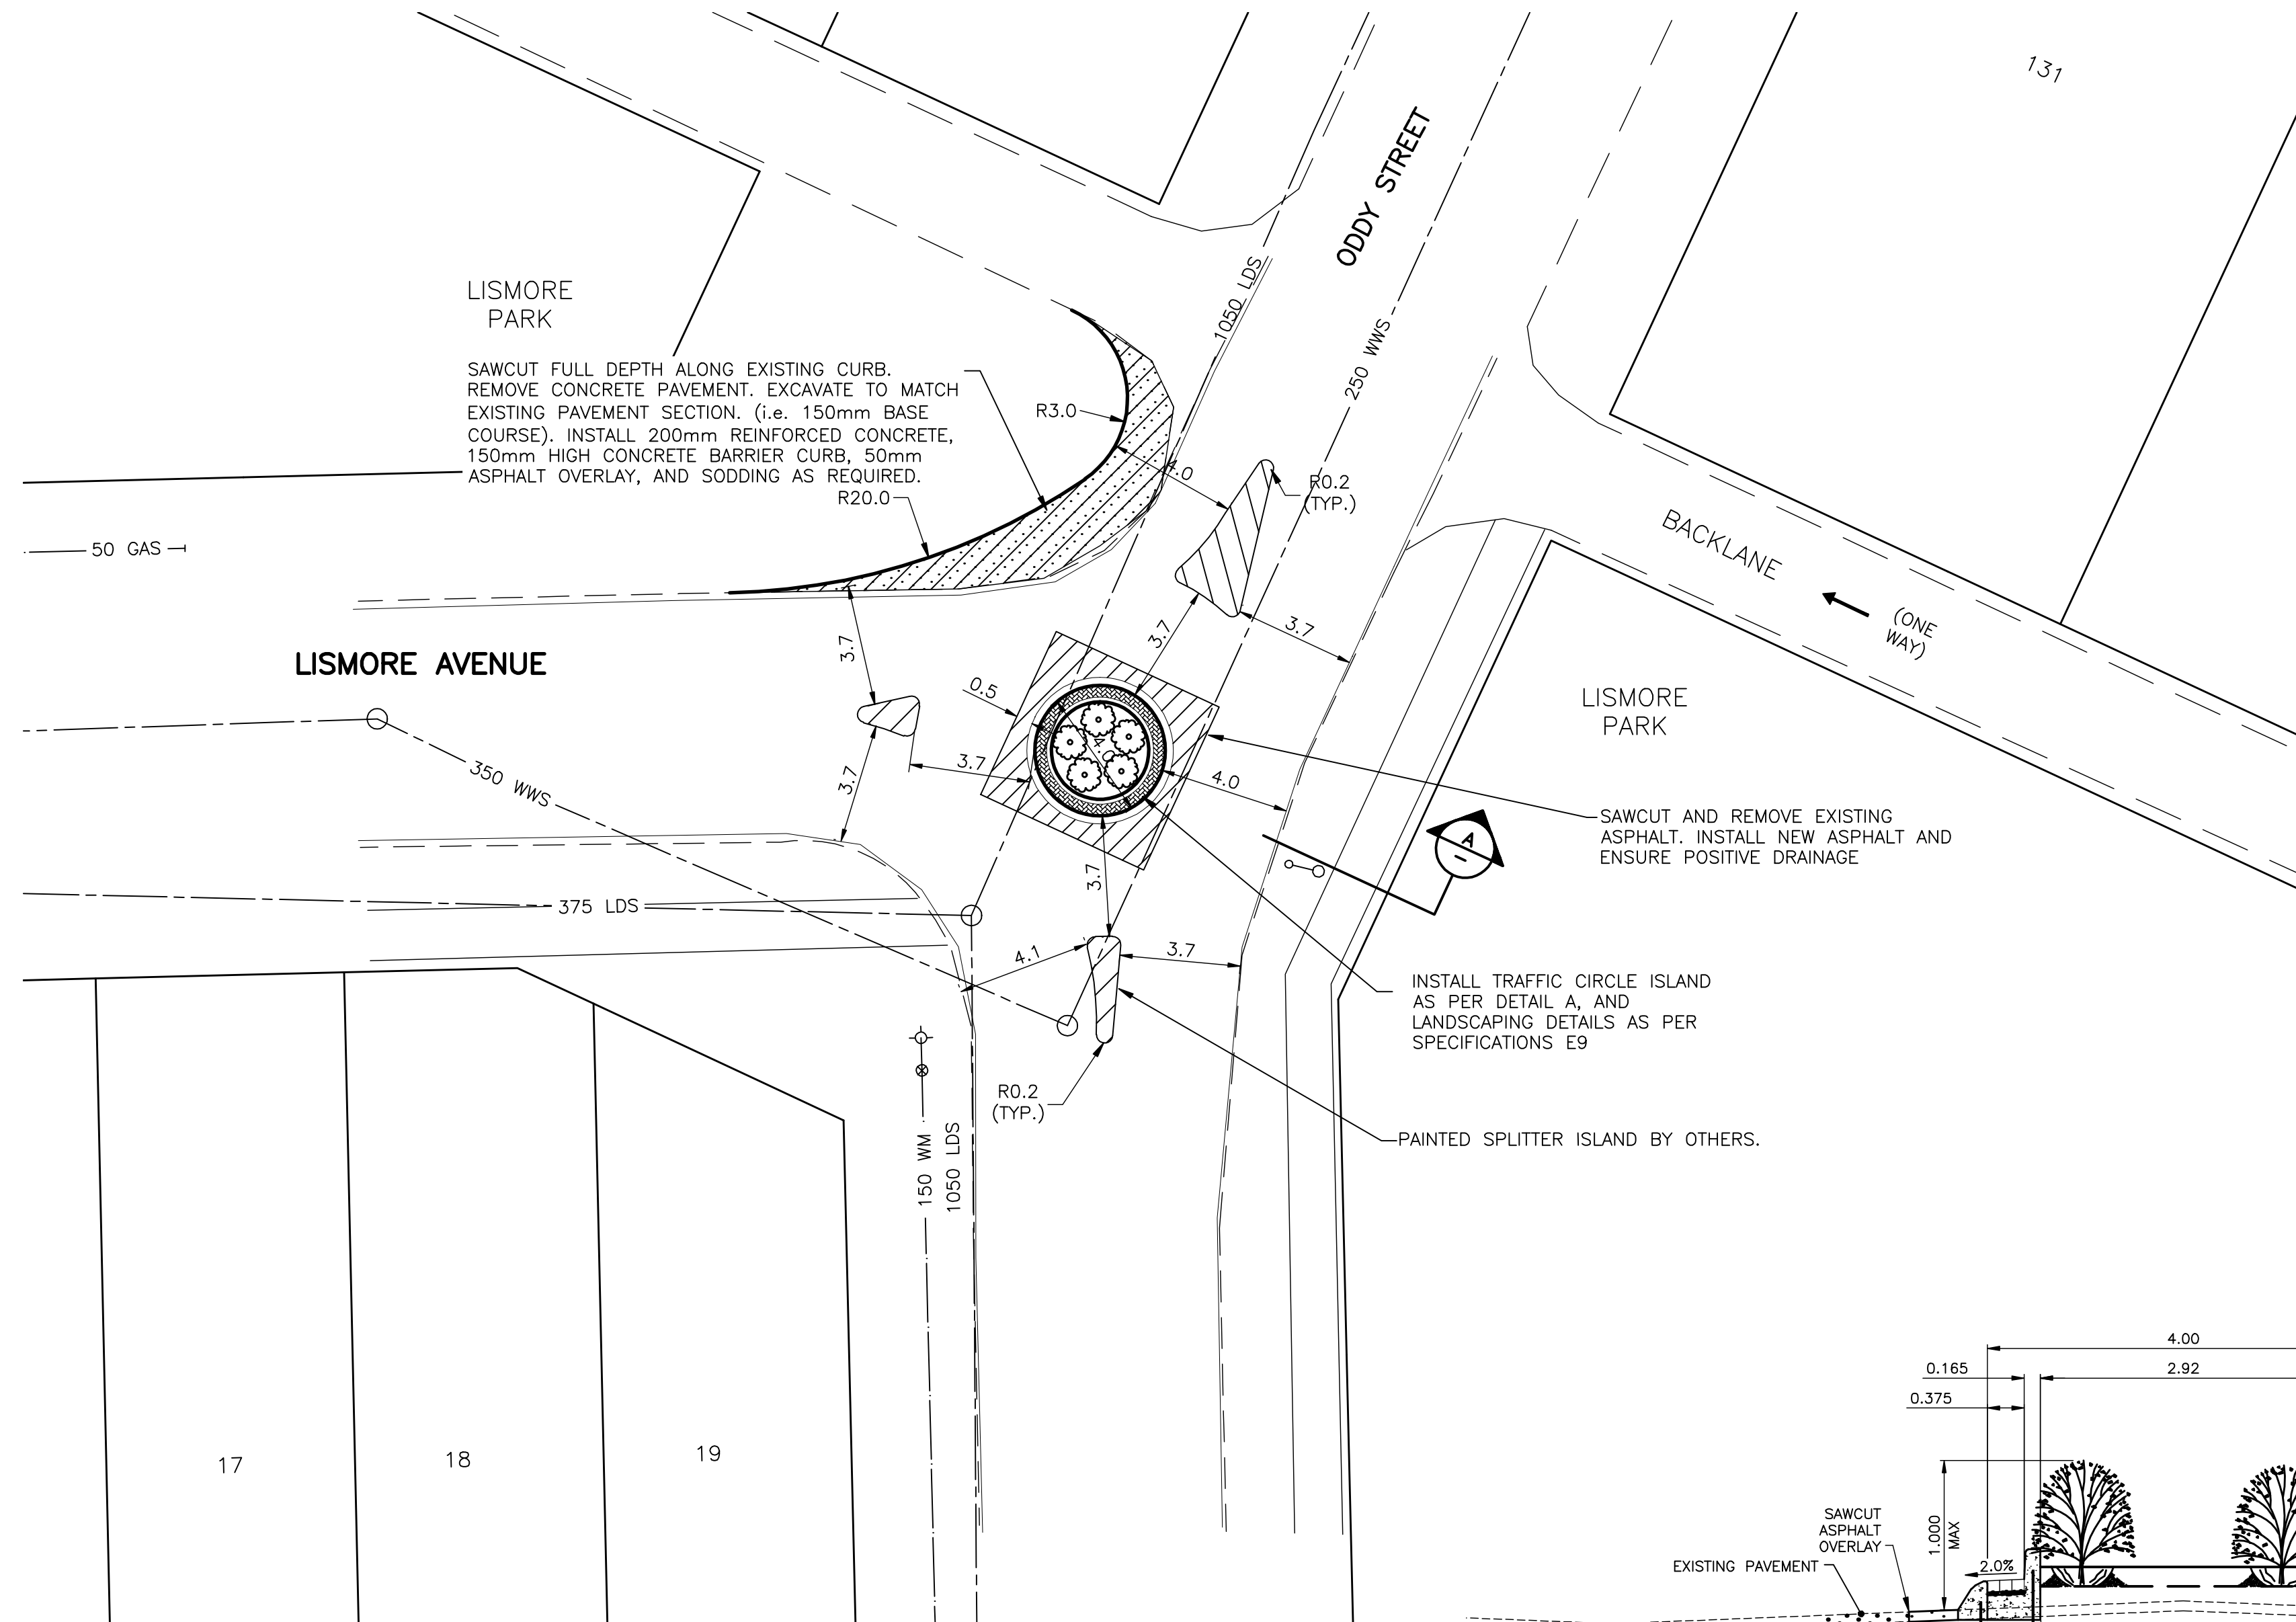 131
ODDY STREET
1050 LDS
250 WWS
LISMORE
PARK
SAWCUT FULL DEPTH ALONG EXISTING CURB.
REMOVE CONCRETE PAVEMENT. EXCAVATE TO MATCH
EXISTING PAVEMENT SECTION. (i.e. 150mm BASE
COURSE). INSTALL 200mm REINFORCED CONCRETE,
150mm HIGH CONCRETE BARRIER CURB, 50mm
ASPHALT OVERLAY, AND SODDING AS REQUIRED.
R3.0
R20.0
4.0
R0.2
(TYP.)
50 GAS
BACKLANE
(ONE
WAY)
LISMORE AVENUE
3.7
3.7
3.7
0.5
4.0
3.7
3.7
4.0
350 WWS
LISMORE
PARK
SAWCUT AND REMOVE EXISTING
ASPHALT. INSTALL NEW ASPHALT AND
ENSURE POSITIVE DRAINAGE
A
–
375 LDS
3.7
4.1
3.7
INSTALL TRAFFIC CIRCLE ISLAND
AS PER DETAIL A, AND
LANDSCAPING DETAILS AS PER
SPECIFICATIONS E9
R0.2
(TYP.)
PAINTED SPLITTER ISLAND BY OTHERS.
150 WM
1050 LDS
17
18
19
4.00
0.165
2.92
0.375
1.000
MAX
SAWCUT
ASPHALT
OVERLAY
EXISTING PAVEMENT
2.0%